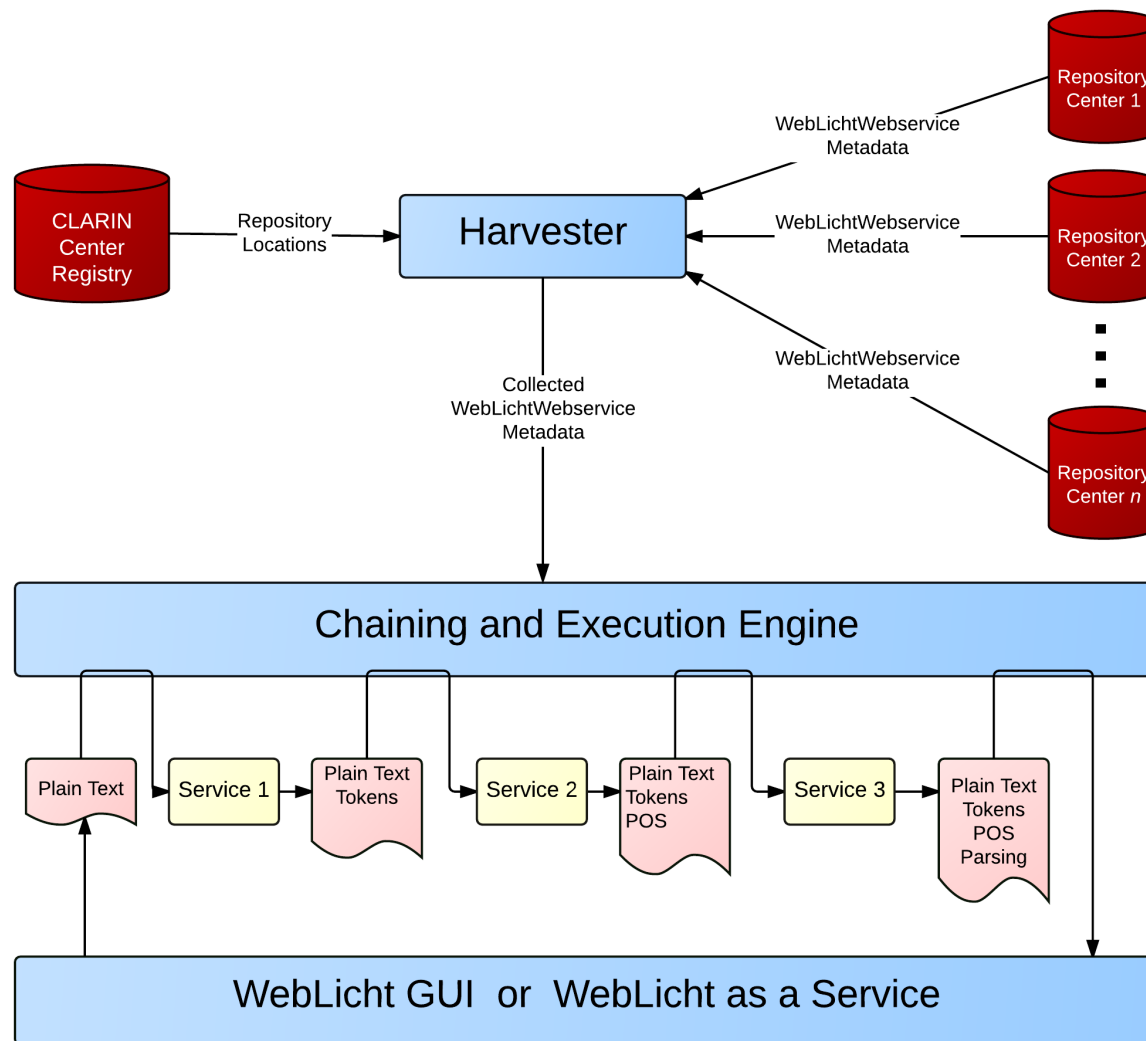 Repository
Center 1
WebLichtWebservice
Metadata
CLARIN
Center
Registry
Repository
Locations
Harvester
WebLichtWebservice
Metadata
Repository
Center 2
WebLichtWebservice
Metadata
Collected
WebLichtWebservice
Metadata
Repository
Center n
Chaining and Execution Engine
Plain Text
Service 1
Plain Text
Tokens
Service 2
Plain Text
Tokens
POS
Service 3
Plain Text
Tokens
POS
Parsing
WebLicht GUI or WebLicht as a Service